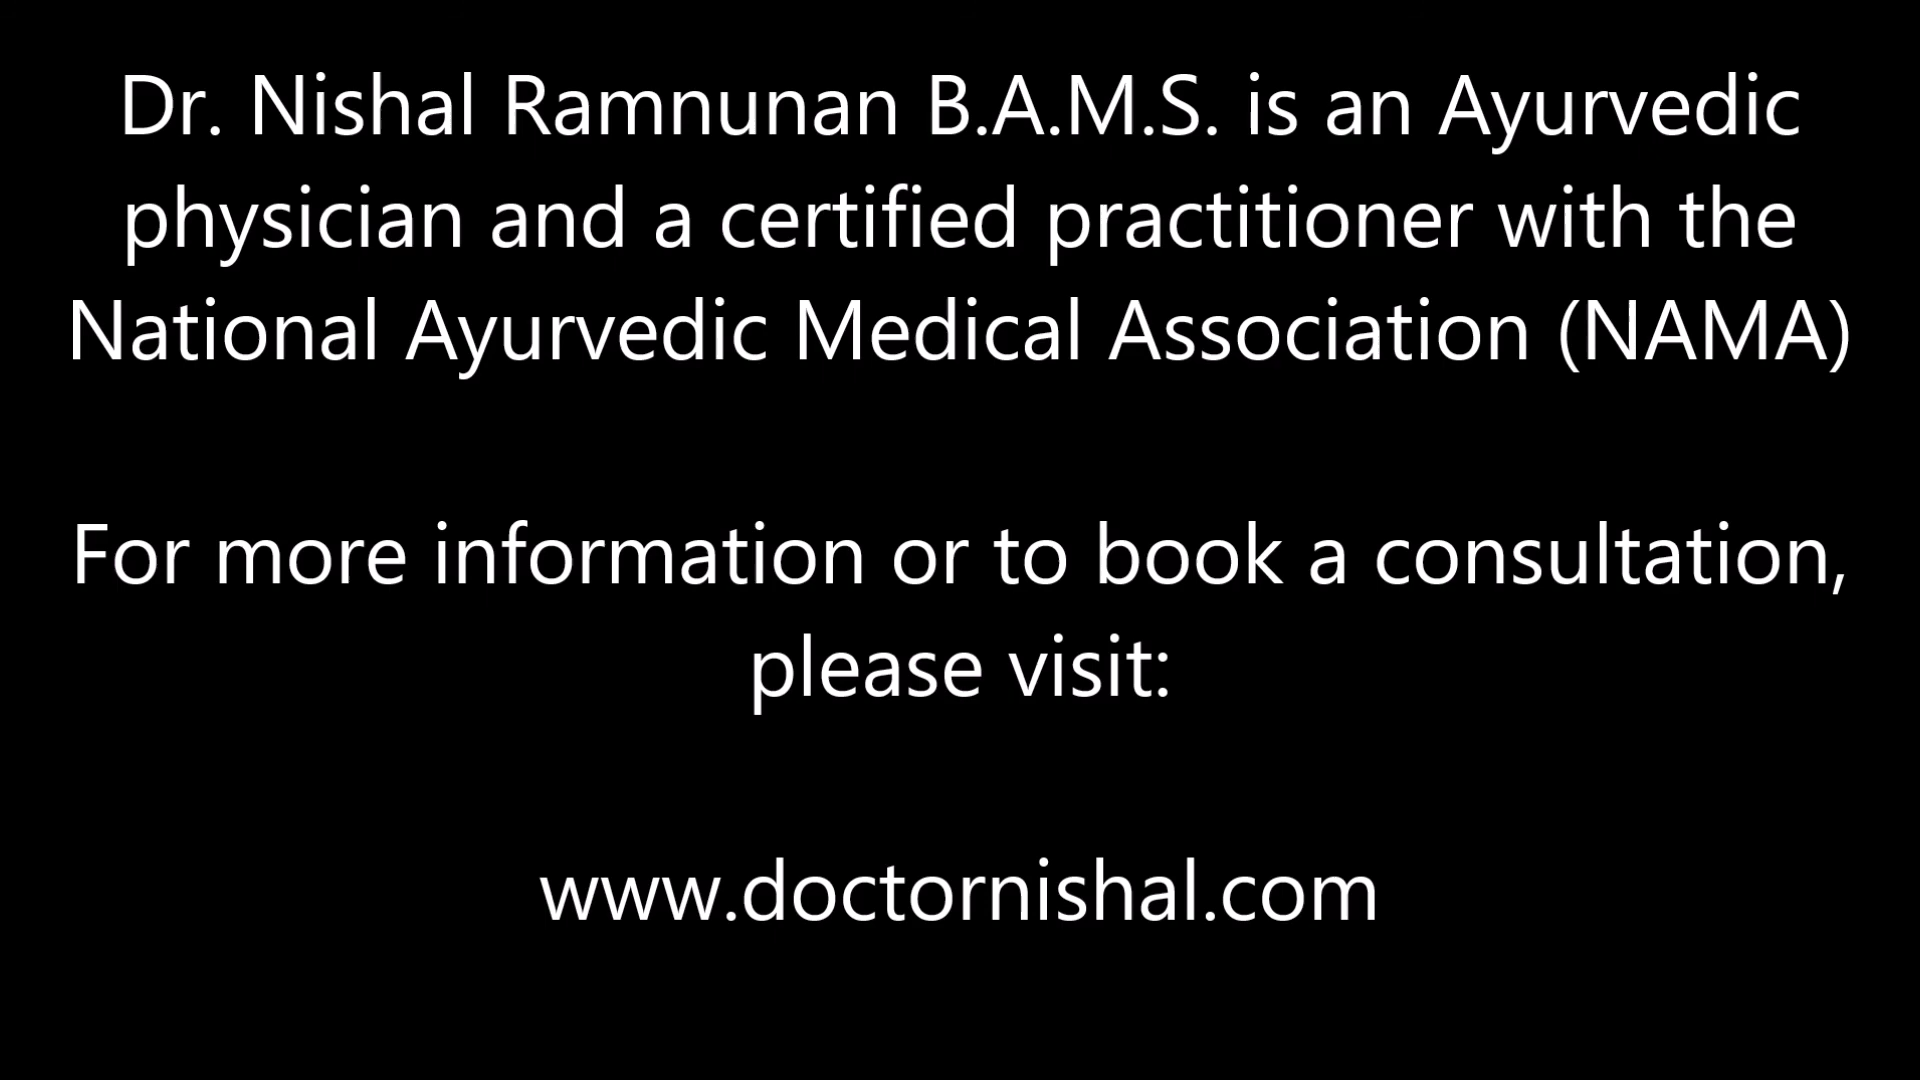 Dr. Nishal Ramnunan B.A.M.S. is an Ayurvedic
physician and a certified practitioner with the
National Ayurvedic Medical Association (NAMA)
For more information or to book a consultation,
please visit:
www.doctornishal.com